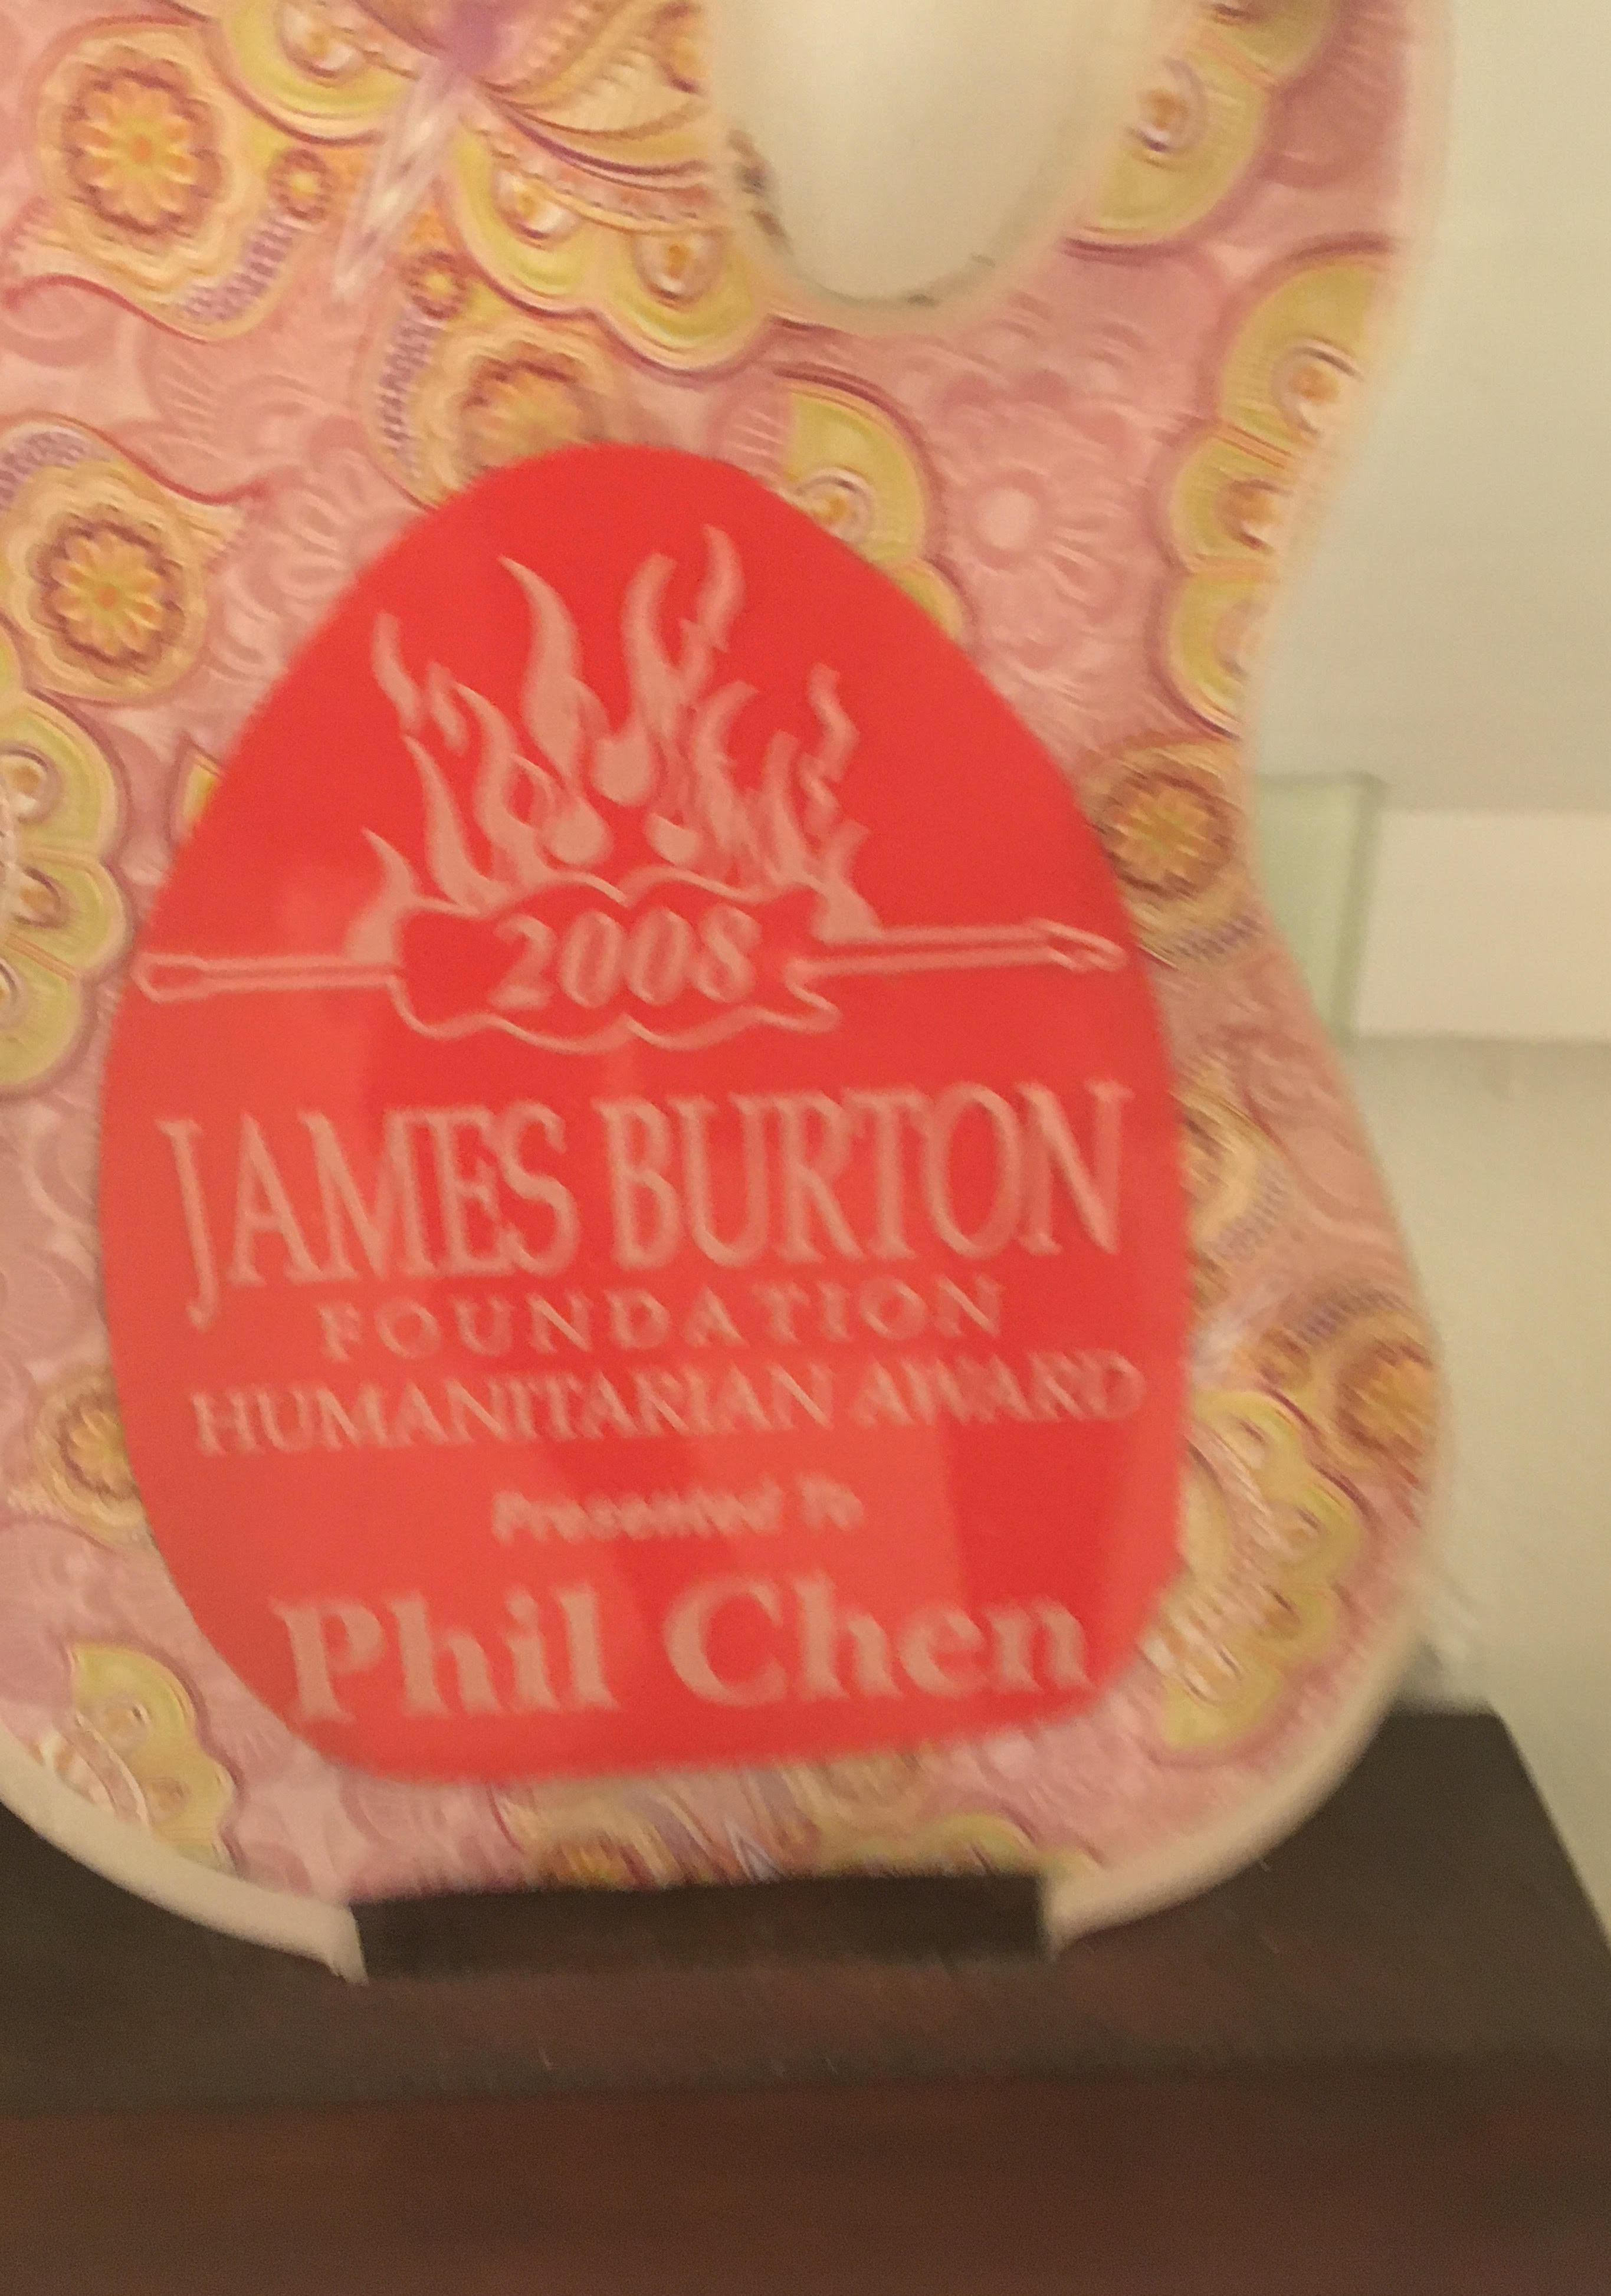 2008
JAMES BURTON
FOUNDATION
HUMANITARIAN AWARD
Presented To
Phil Chen